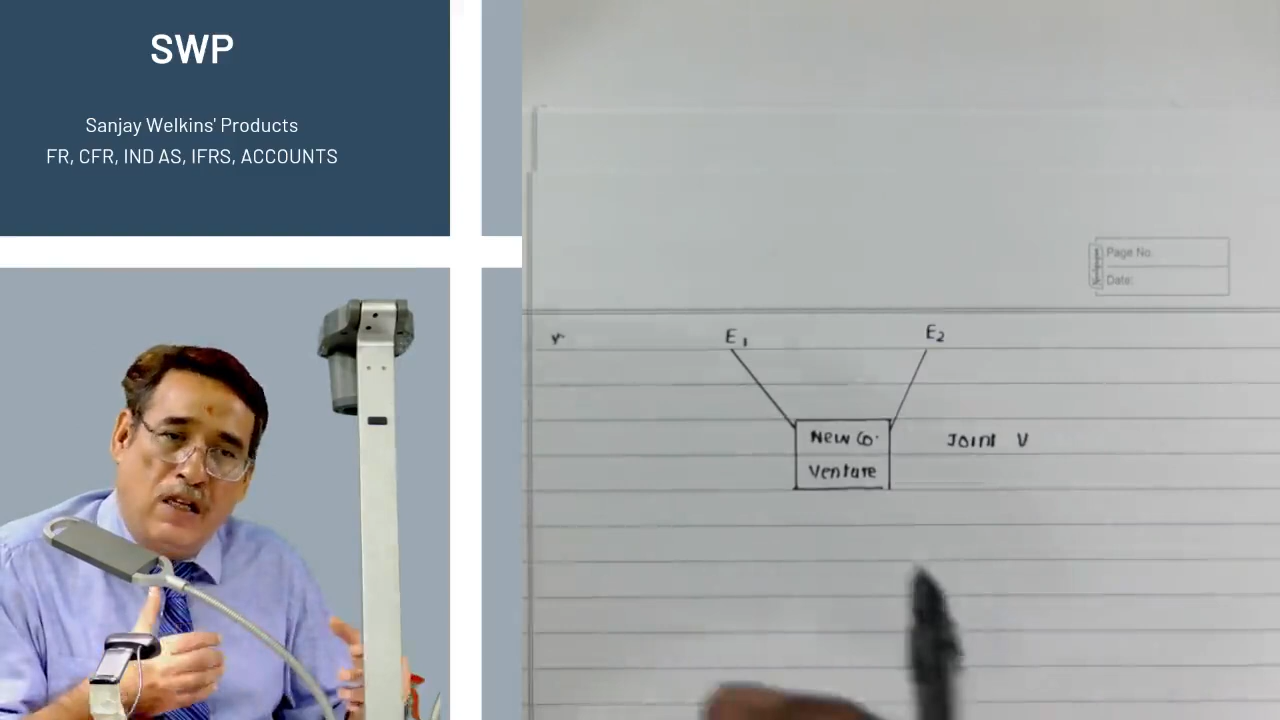 SWP
Sanjay Welkins' Products
FR, CFR, IND AS, IFRS, ACCOUNTS
Page No.
Date:
E1 E2
New Co. Joint V
Venture